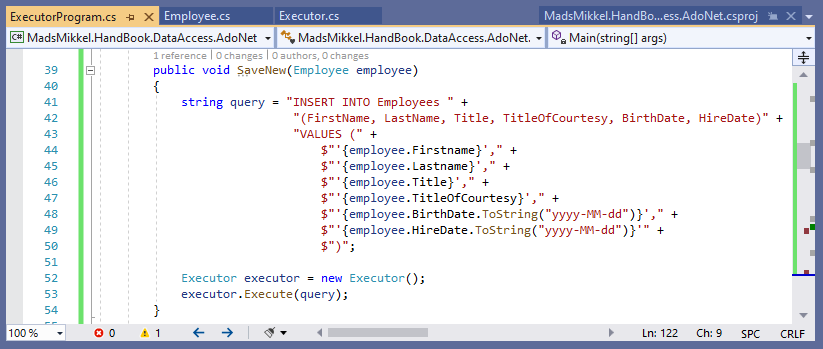 ExecutorProgram.cs Employee.cs Executor.cs MadsMikkel.HandBo...ess.AdoNet.csproj
C# MadsMikkel.HandBook.DataAccess.AdoNet MadsMikkel.HandBook.DataAccess.AdoNet. Main(string[] args)
1 reference | 0 changes | 0 authors, 0 changes
39 public void SaveNew(Employee employee)
40 {
41 string query = "INSERT INTO Employees " +
42 "(FirstName, LastName, Title, TitleOfCourtesy, BirthDate, HireDate)" +
43 "VALUES (" +
44 $"'{employee.Firstname}'," +
45 $"'{employee.Lastname}'," +
46 $"'{employee.Title}'," +
47 $"'{employee.TitleOfCourtesy}'," +
48 $"'{employee.BirthDate.ToString("yyyy-MM-dd")}'," +
49 $"'{employee.HireDate.ToString("yyyy-MM-dd")}'" +
50 $")";
51
52 Executor executor = new Executor();
53 executor.Execute(query);
54 }
100 % 0 1 Ln: 122 Ch: 9 SPC CRLF